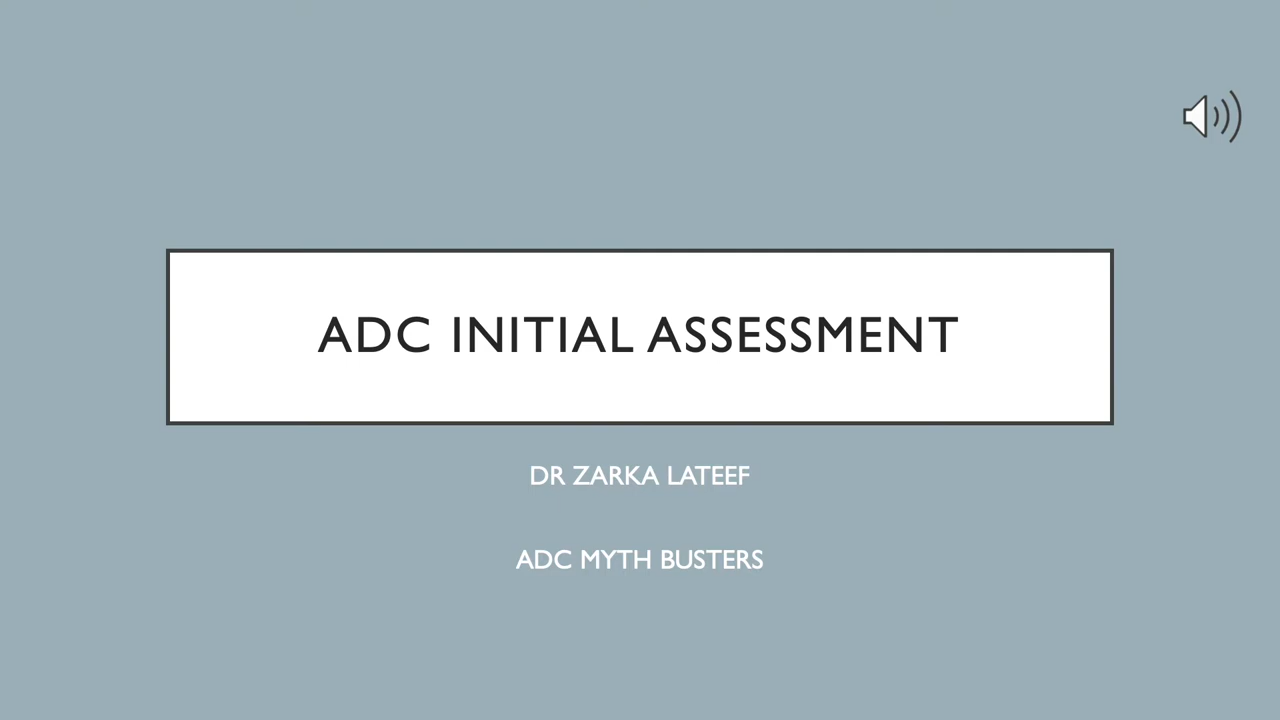 ADC INITIAL ASSESSMENT
DR ZARKA LATEEF
ADC MYTH BUSTERS